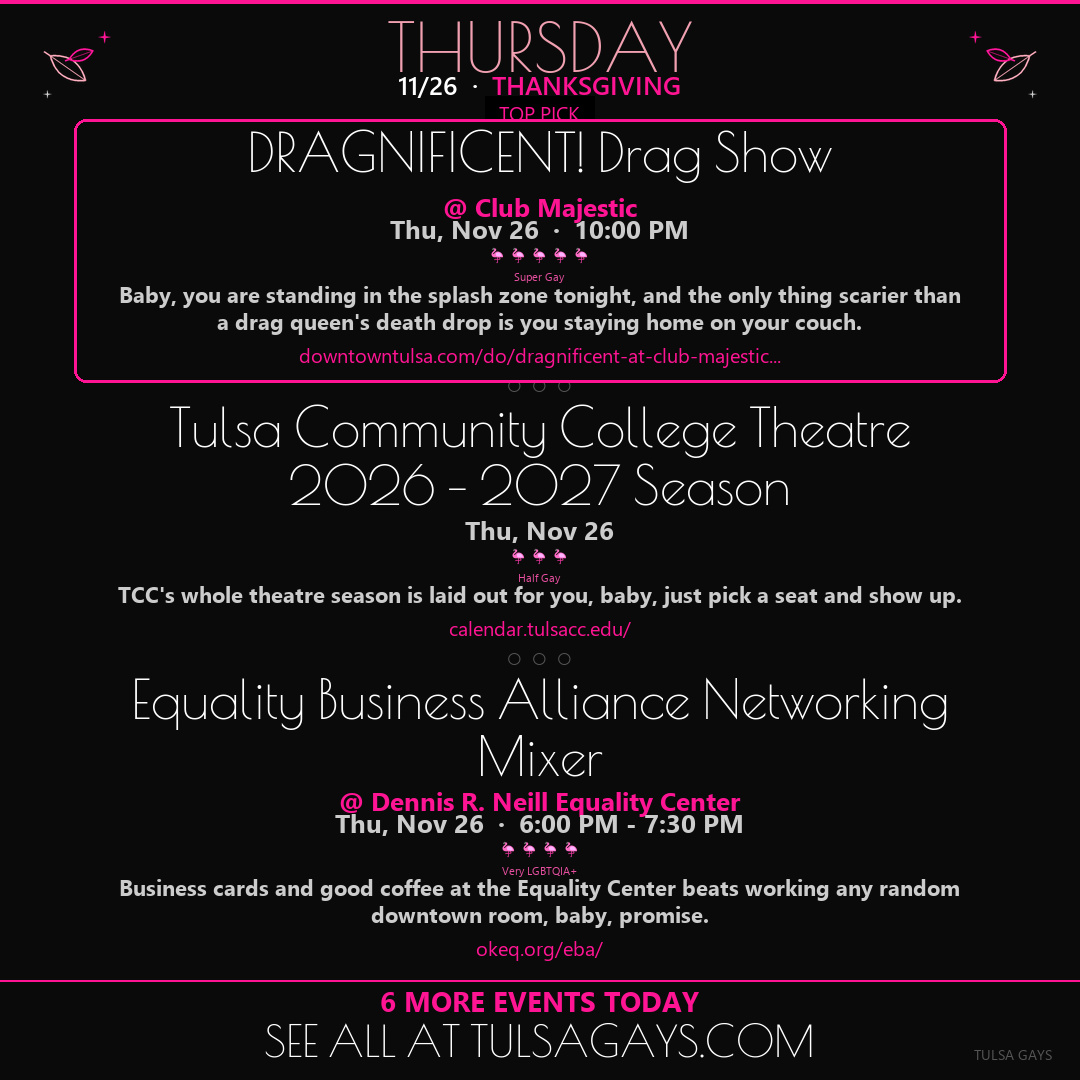 THURSDAY
11/26 · THANKSGIVING
TOP PICK
DRAGNIFICENT! Drag Show
@ Club Majestic
Thu, Nov 26 · 10:00 PM
Super Gay
Baby, you are standing in the splash zone tonight, and the only thing scarier than
a drag queen's death drop is you staying home on your couch.
downtowntulsa.com/do/dragnificent-at-club-majestic...
Tulsa Community College Theatre
2026 – 2027 Season
Thu, Nov 26
Half Gay
TCC's whole theatre season is laid out for you, baby, just pick a seat and show up.
calendar.tulsacc.edu/
Equality Business Alliance Networking
Mixer
@ Dennis R. Neill Equality Center
Thu, Nov 26 · 6:00 PM - 7:30 PM
Very LGBTQIA+
Business cards and good coffee at the Equality Center beats working any random
downtown room, baby, promise.
okeq.org/eba/
6 MORE EVENTS TODAY
SEE ALL AT TULSAGAYS.COM
TULSA GAYS